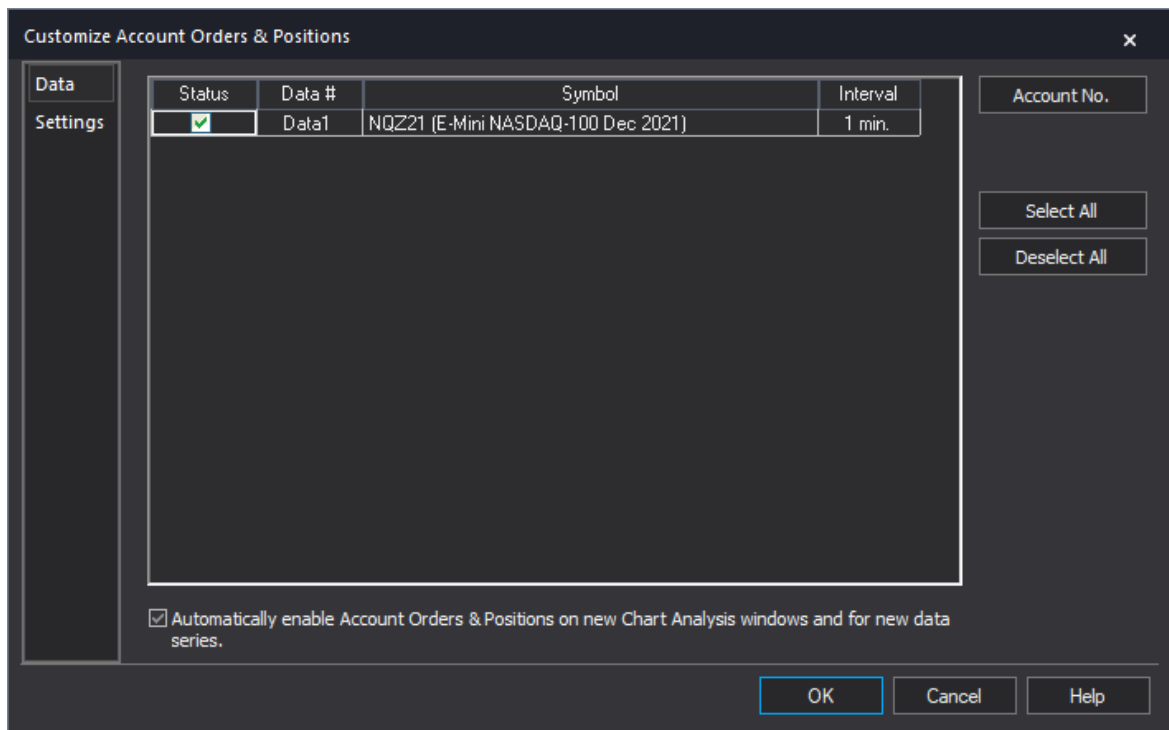 Customize Account Orders & Positions
Data
Settings
Status Data # Symbol Interval
Data1 NQZ21 (E-Mini NASDAQ-100 Dec 2021) 1 min.
Account No.
Select All
Deselect All
Automatically enable Account Orders & Positions on new Chart Analysis windows and for new data
series.
OK Cancel Help